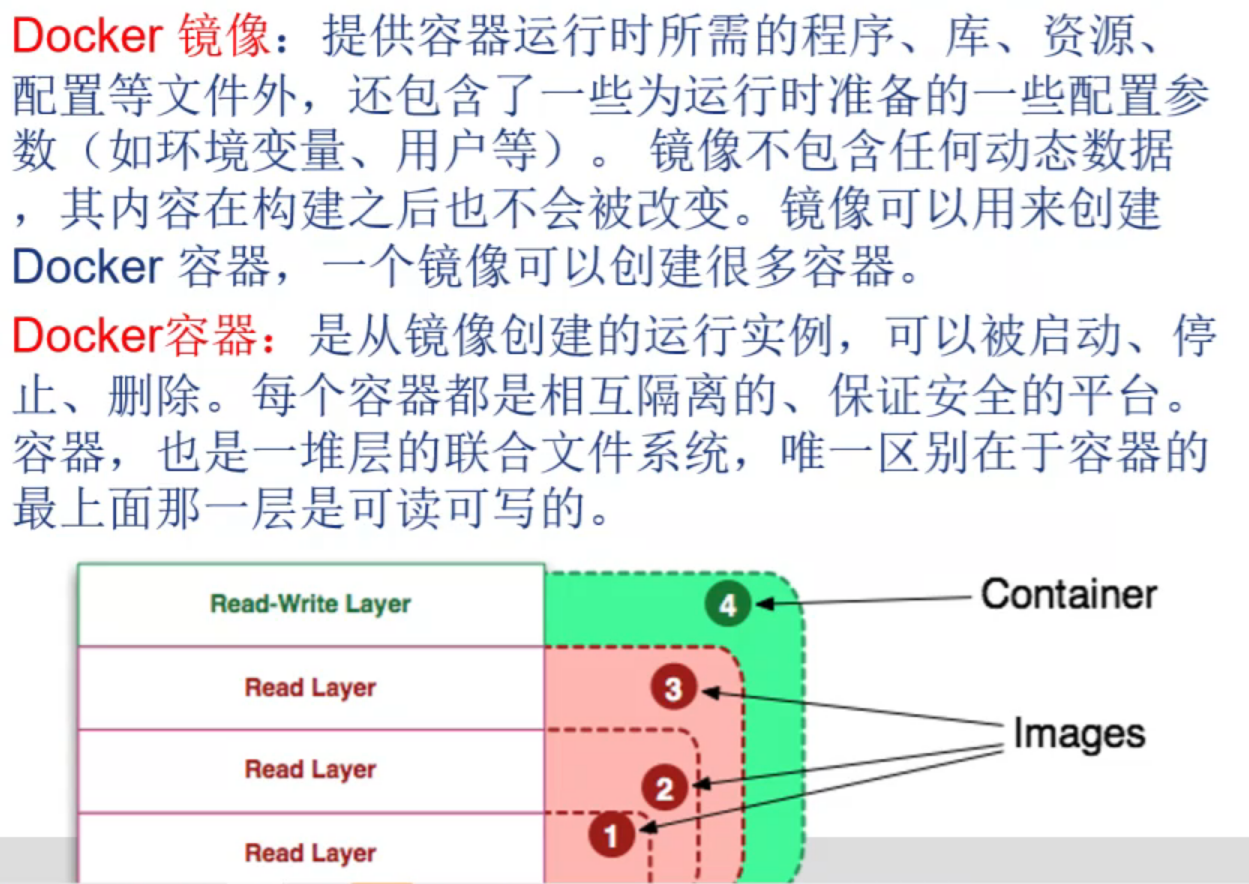 Docker 镜像：提供容器运行时所需的程序、库、资源、
配置等文件外，还包含了一些为运行时准备的一些配置参
数（如环境变量、用户等）。 镜像不包含任何动态数据
，其内容在构建之后也不会被改变。镜像可以用来创建
Docker 容器，一个镜像可以创建很多容器。
Docker容器：是从镜像创建的运行实例，可以被启动、停
止、删除。每个容器都是相互隔离的、保证安全的平台。
容器，也是一堆层的联合文件系统，唯一区别在于容器的
最上面那一层是可读可写的。
Read-Write Layer
4
Container
Read Layer
3
Images
Read Layer
2
Read Layer
1